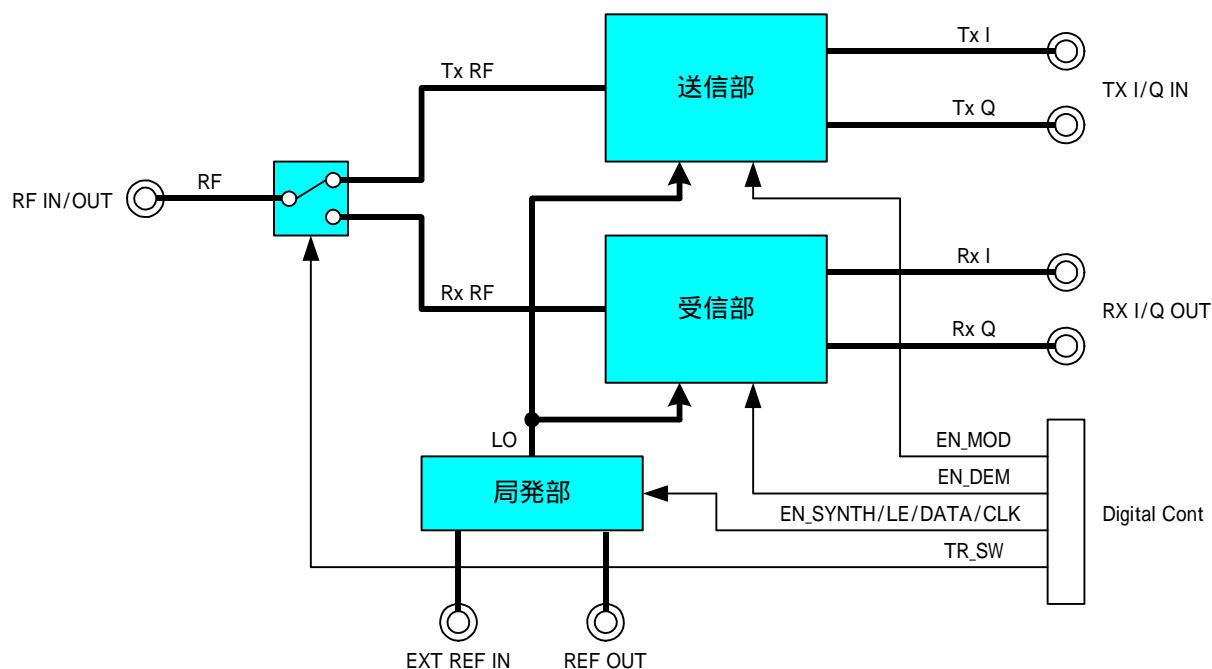 Tx I
送信部
Tx RF
TX I/Q IN
Tx Q
RF
RF IN/OUT
Rx I
Rx RF
受信部
RX I/Q OUT
Rx Q
LO
EN_MOD
局発部
EN_DEM
EN_SYNTH/LE/DATA/CLK
Digital Cont
TR_SW
EXT REF IN
REF OUT